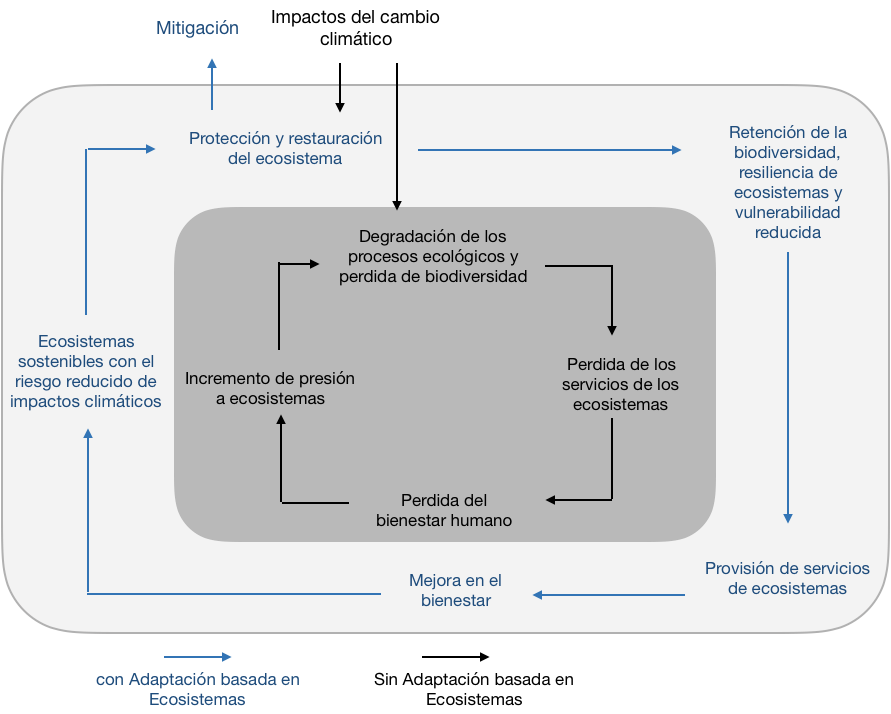 Mitigación
Impactos del cambio
climático
Protección y restauración
del ecosistema
Retención de la
biodiversidad,
resiliencia de
ecosistemas y
vulnerabilidad
reducida
Degradación de los
procesos ecológicos y
perdida de biodiversidad
Ecosistemas
sostenibles con el
riesgo reducido de
impactos climáticos
Incremento de presión
a ecosistemas
Perdida de los
servicios de los
ecosistemas
Perdida del
bienestar humano
Mejora en el
bienestar
Provisión de servicios
de ecosistemas
con Adaptación basada en
Ecosistemas
Sin Adaptación basada en
Ecosistemas